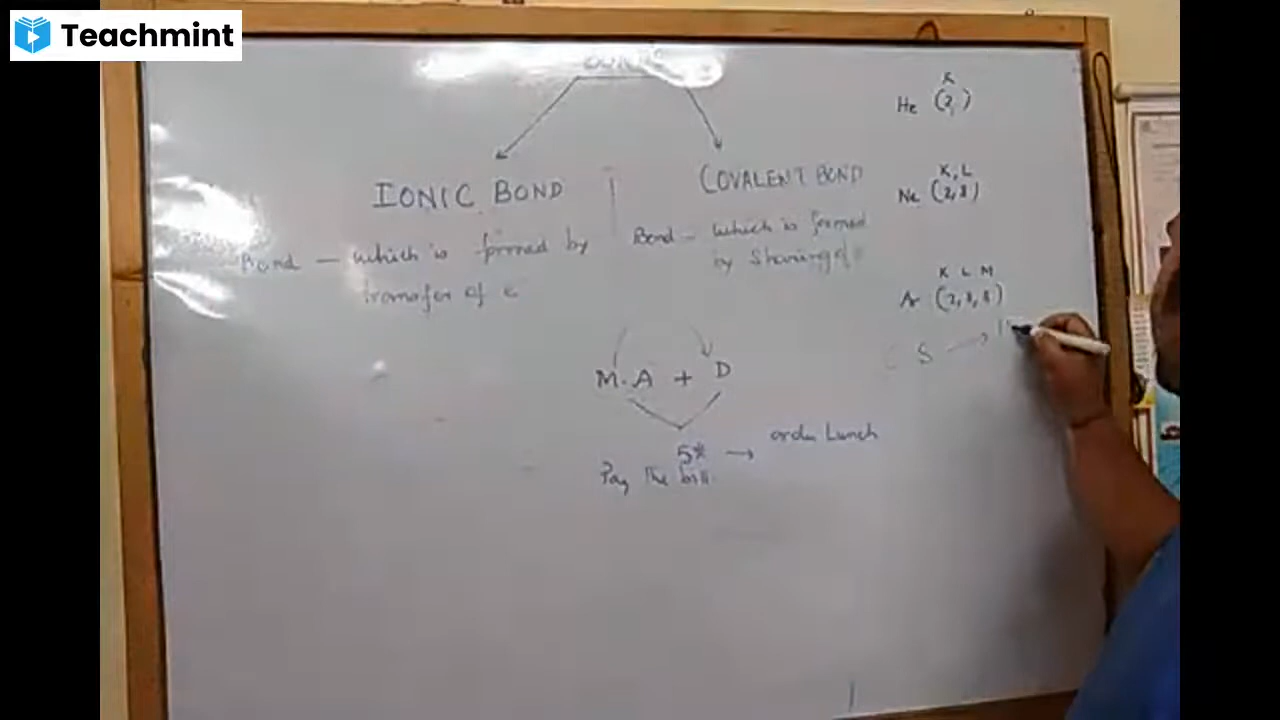 Teachmint
IONIC BOND
Bond - which is formed by
transfer of e
COVALENT BOND
Bond - which is formed
by Sharing of e
M.A + D
5* → order Lunch
Pay the bill
K
He (2)
K, L
Ne (2,8)
K L M
Ar (2,8,8)
S →